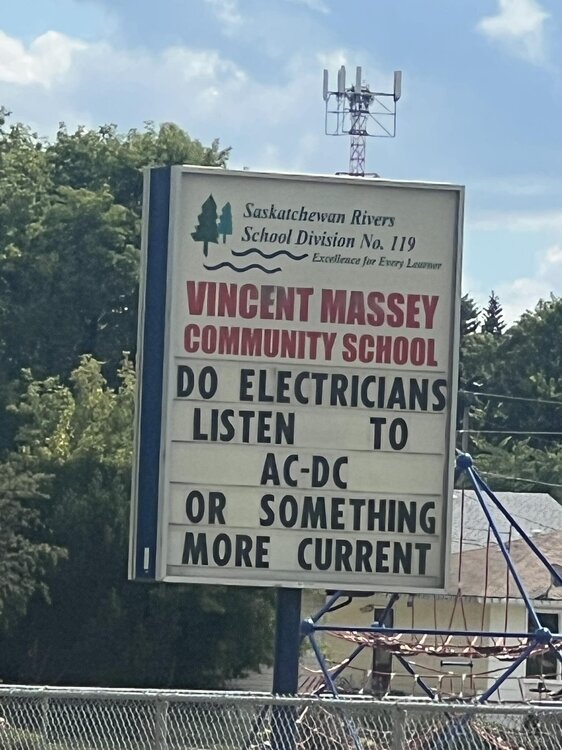 Saskatchewan Rivers
School Division No. 119
Excellence for Every Learner
VINCENT MASSEY
COMMUNITY SCHOOL
DO ELECTRICIANS
LISTEN TO
AC-DC
OR SOMETHING
MORE CURRENT